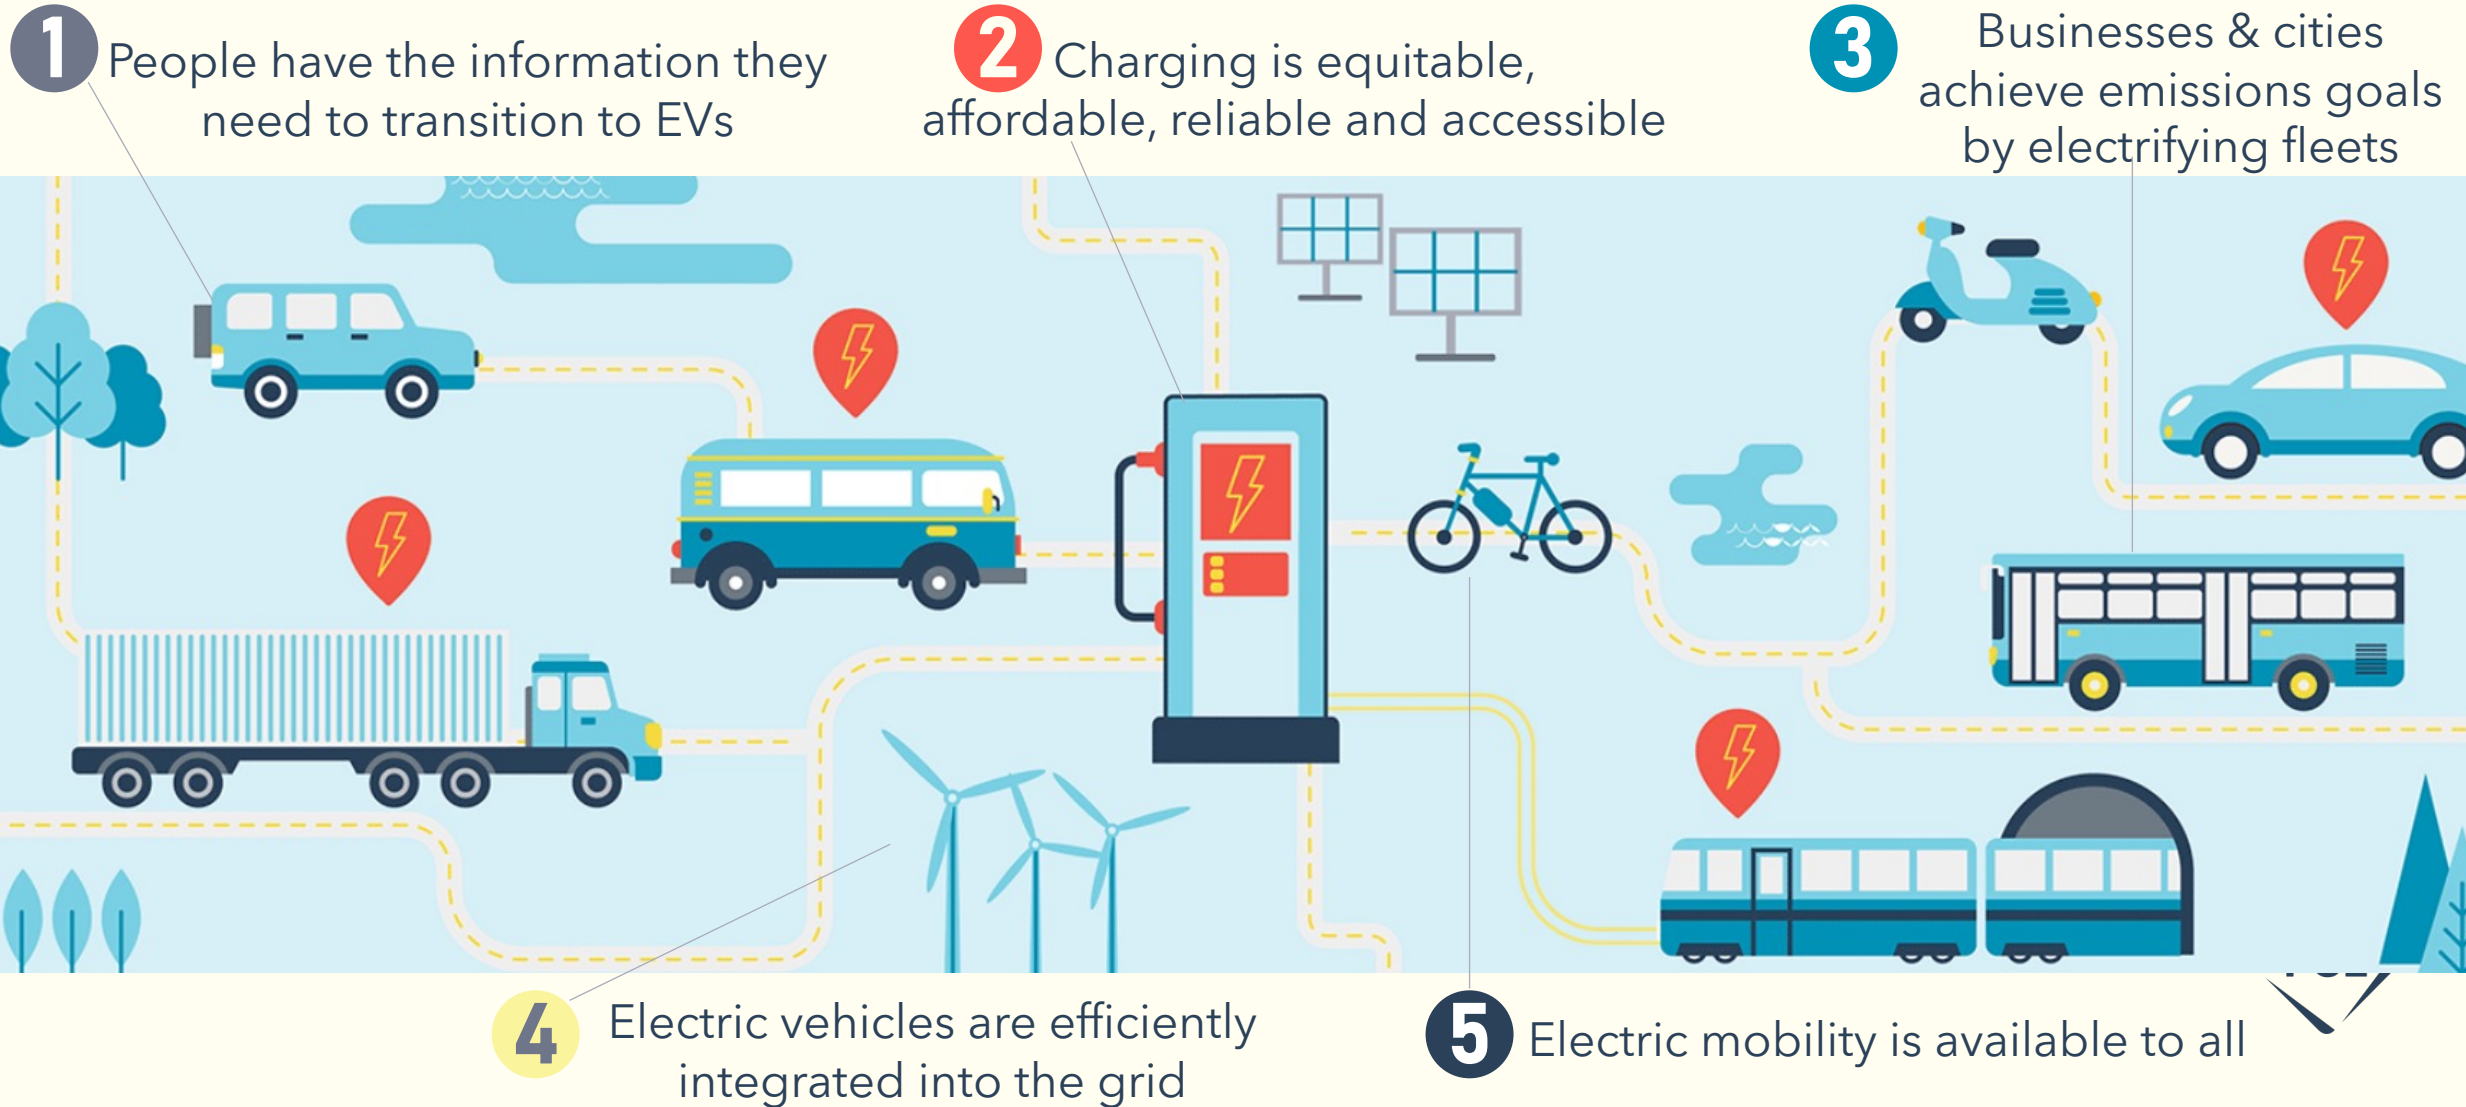 1 People have the information they
need to transition to EVs
2 Charging is equitable,
affordable, reliable and accessible
3 Businesses & cities
achieve emissions goals
by electrifying fleets
4 Electric vehicles are efficiently
integrated into the grid
5 Electric mobility is available to all